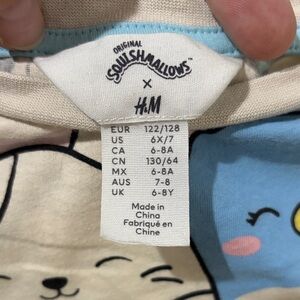 ORIGINAL
SQUISHMALLOWS™
×
H&M
EUR 122/128
US 6X/7
CA 6-8A
CN 130/64
MX 6-8A
AUS 7-8
UK 6-8Y
Made in
China
Fabriqué en
Chine